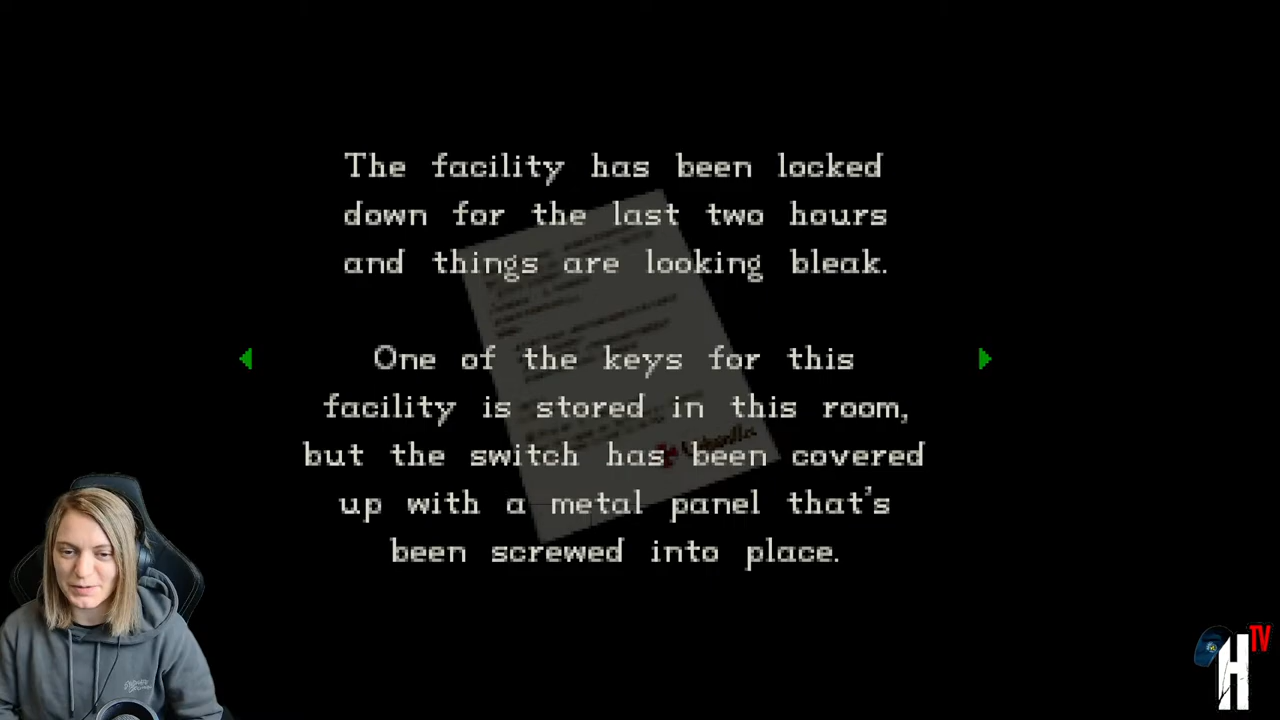 The facility has been locked
down for the last two hours
and things are looking bleak.
One of the keys for this
facility is stored in this room,
but the switch has been covered
up with a metal panel that's
been screwed into place.
H TV